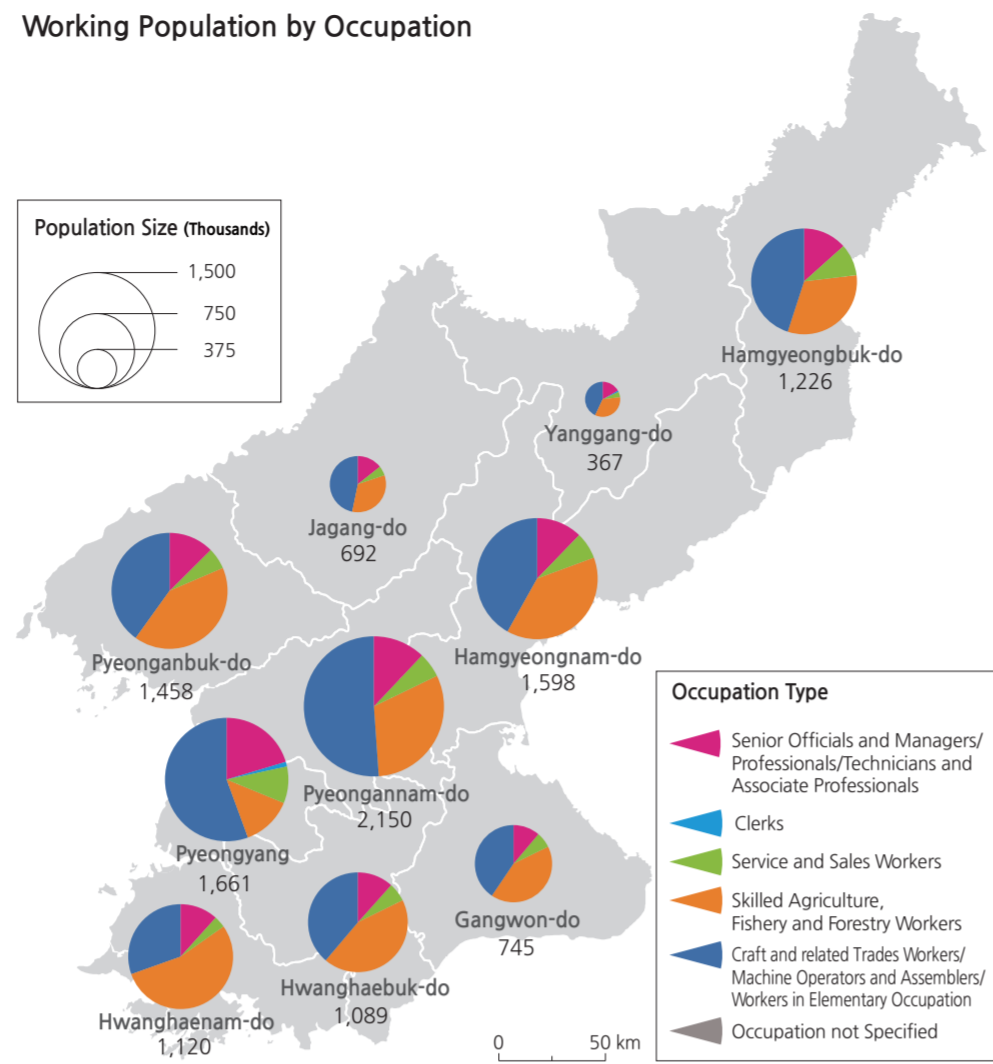 Working Population by Occupation
Population Size (Thousands)
1,500
750
375
Hamgyeongbuk-do
1,226
Yanggang-do
367
Jagang-do
692
Pyeonganbuk-do
1,458
Hamgyeongnam-do
1,598
Pyeongannam-do
2,150
Pyeongyang
1,661
Gangwon-do
745
Hwanghaebuk-do
1,089
Hwanghaenam-do
1,120
Occupation Type
Senior Officials and Managers/
Professionals/Technicians and
Associate Professionals
Clerks
Service and Sales Workers
Skilled Agriculture,
Fishery and Forestry Workers
Craft and related Trades Workers/
Machine Operators and Assemblers/
Workers in Elementary Occupation
Occupation not Specified
0 50 km